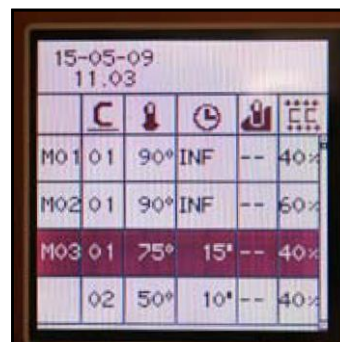 15-05-09
11.03
C CC
M01 01 90° INF -- 40%
M02 01 90° INF -- 60%
M03 01 75° 15" -- 40%
02 50° 10" -- 40%